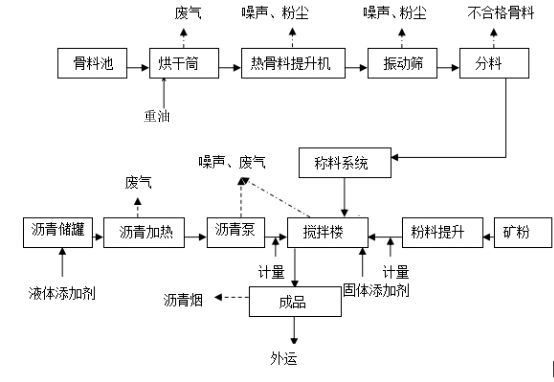 废气
噪声、粉尘
噪声、粉尘
不合格骨料
骨料池
烘干筒
热骨料提升机
振动筛
分料
重油
噪声、废气
称料系统
废气
沥青储罐
沥青加热
沥青泵
搅拌楼
粉料提升
矿粉
液体添加剂
计量
计量
固体添加剂
沥青烟
成品
外运